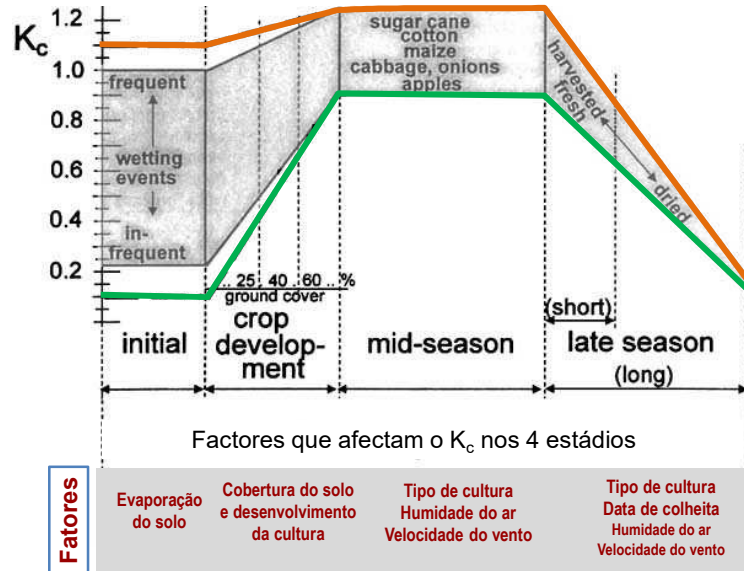 K_c
1.2
1.0
0.8
0.6
0.4
0.2
frequent
wetting
events
in-
frequent
sugar cane
cotton
maize
cabbage, onions
apples
harvested
fresh
dried
.. 25 .. 40 .. 60 .. %
ground cover
initial
crop
develop-
ment
mid-season
(short)
late season
(long)
Factores que afectam o K_c nos 4 estádios
Fatores
Evaporação
do solo
Cobertura do solo
e desenvolvimento
da cultura
Tipo de cultura
Humidade do ar
Velocidade do vento
Tipo de cultura
Data de colheita
Humidade do ar
Velocidade do vento